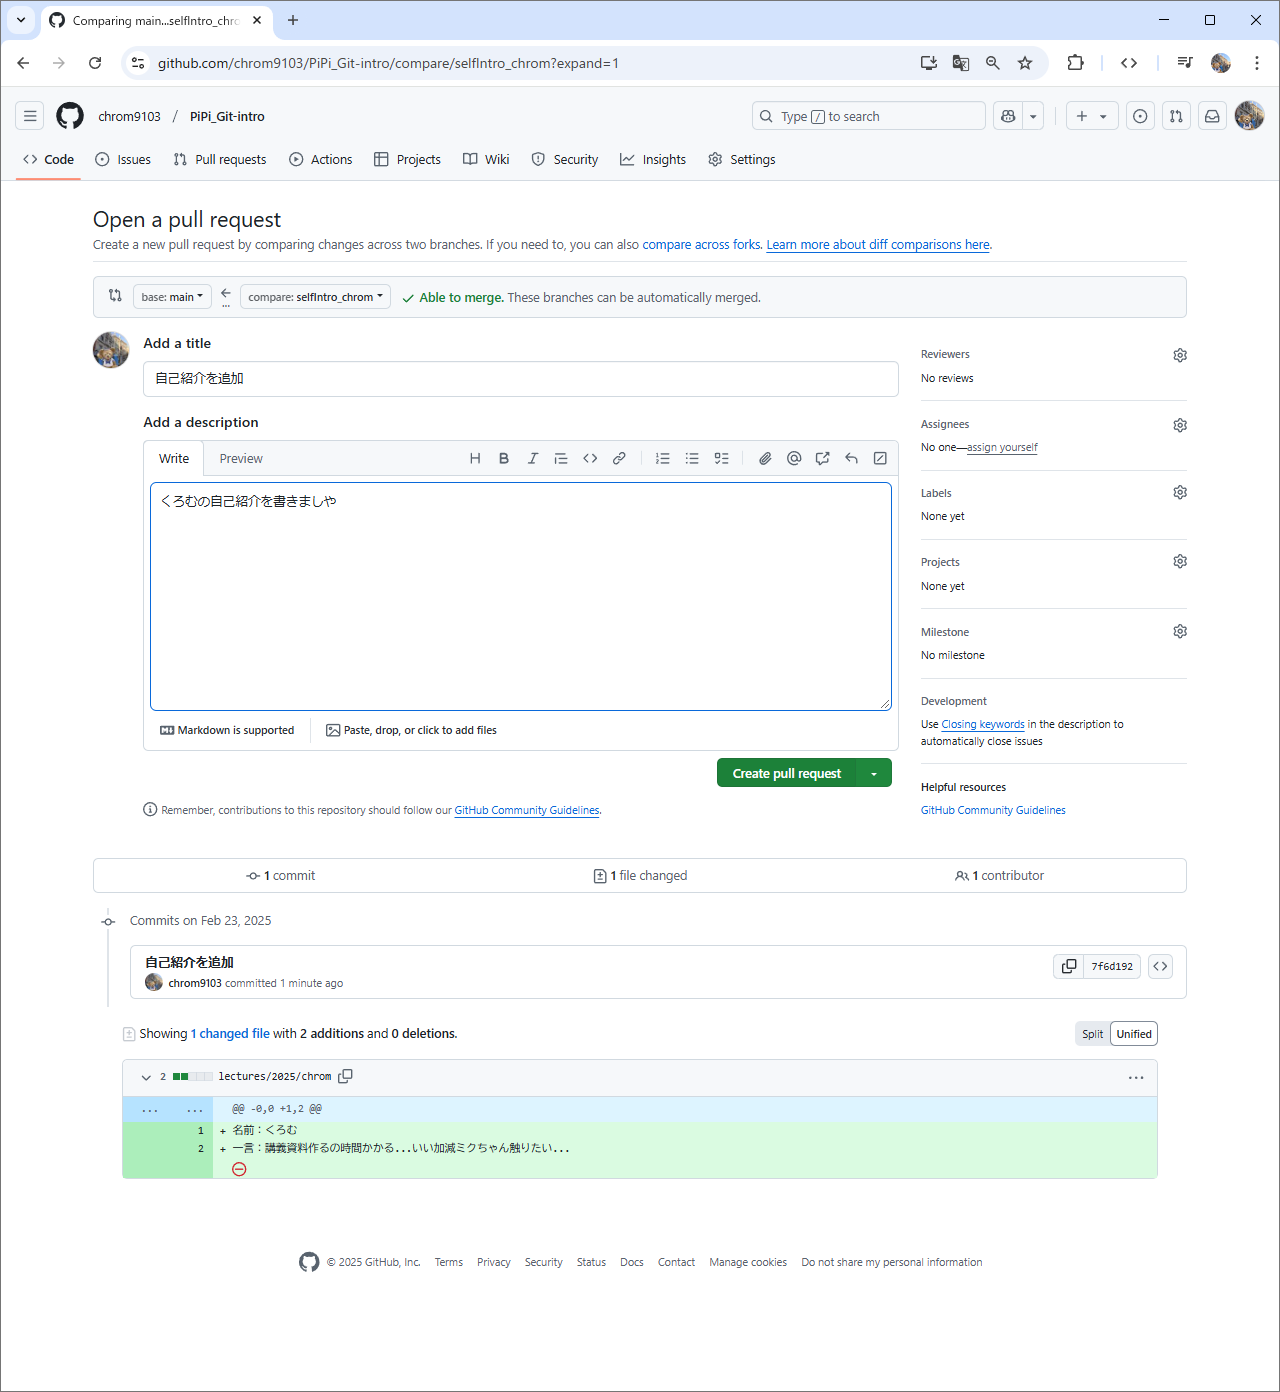 Comparing main...selfIntro_chro
github.com/chrom9103/PiPi_Git-intro/compare/selfIntro_chrom?expand=1
chrom9103 / PiPi_Git-intro
Type / to search
Code
Issues
Pull requests
Actions
Projects
Wiki
Security
Insights
Settings
Open a pull request
Create a new pull request by comparing changes across two branches. If you need to, you can also compare across forks. Learn more about diff comparisons here.
base: main
compare: selfIntro_chrom
Able to merge. These branches can be automatically merged.
Add a title
自己紹介を追加
Add a description
Write
Preview
くろむの自己紹介を書きましや
Markdown is supported
Paste, drop, or click to add files
Create pull request
Remember, contributions to this repository should follow our GitHub Community Guidelines.
Reviewers
No reviews
Assignees
No one—assign yourself
Labels
None yet
Projects
None yet
Milestone
No milestone
Development
Use Closing keywords in the description to
automatically close issues
Helpful resources
GitHub Community Guidelines
1 commit
1 file changed
1 contributor
Commits on Feb 23, 2025
自己紹介を追加
chrom9103 committed 1 minute ago
7f6d192
Showing 1 changed file with 2 additions and 0 deletions.
Split
Unified
2 lectures/2025/chrom
... ... @@ -0,0 +1,2 @@
1 + 名前：くろむ
2 + 一言：講義資料作るの時間かかる...いい加減ミクちゃん触りたい...
© 2025 GitHub, Inc. Terms Privacy Security Status Docs Contact Manage cookies Do not share my personal information